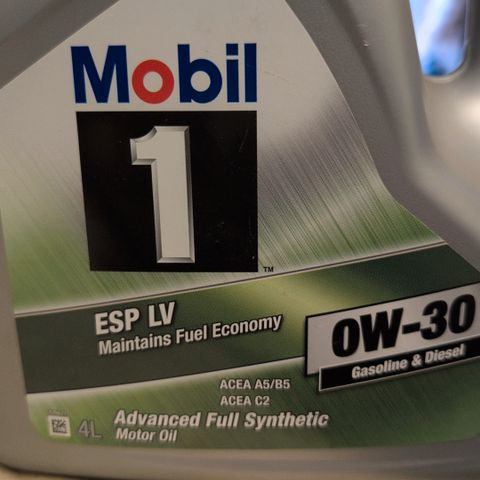 Mobil
1
TM
ESP LV
Maintains Fuel Economy
0W-30
Gasoline & Diesel
ACEA A5/B5
ACEA C2
4L
Advanced Full Synthetic
Motor Oil